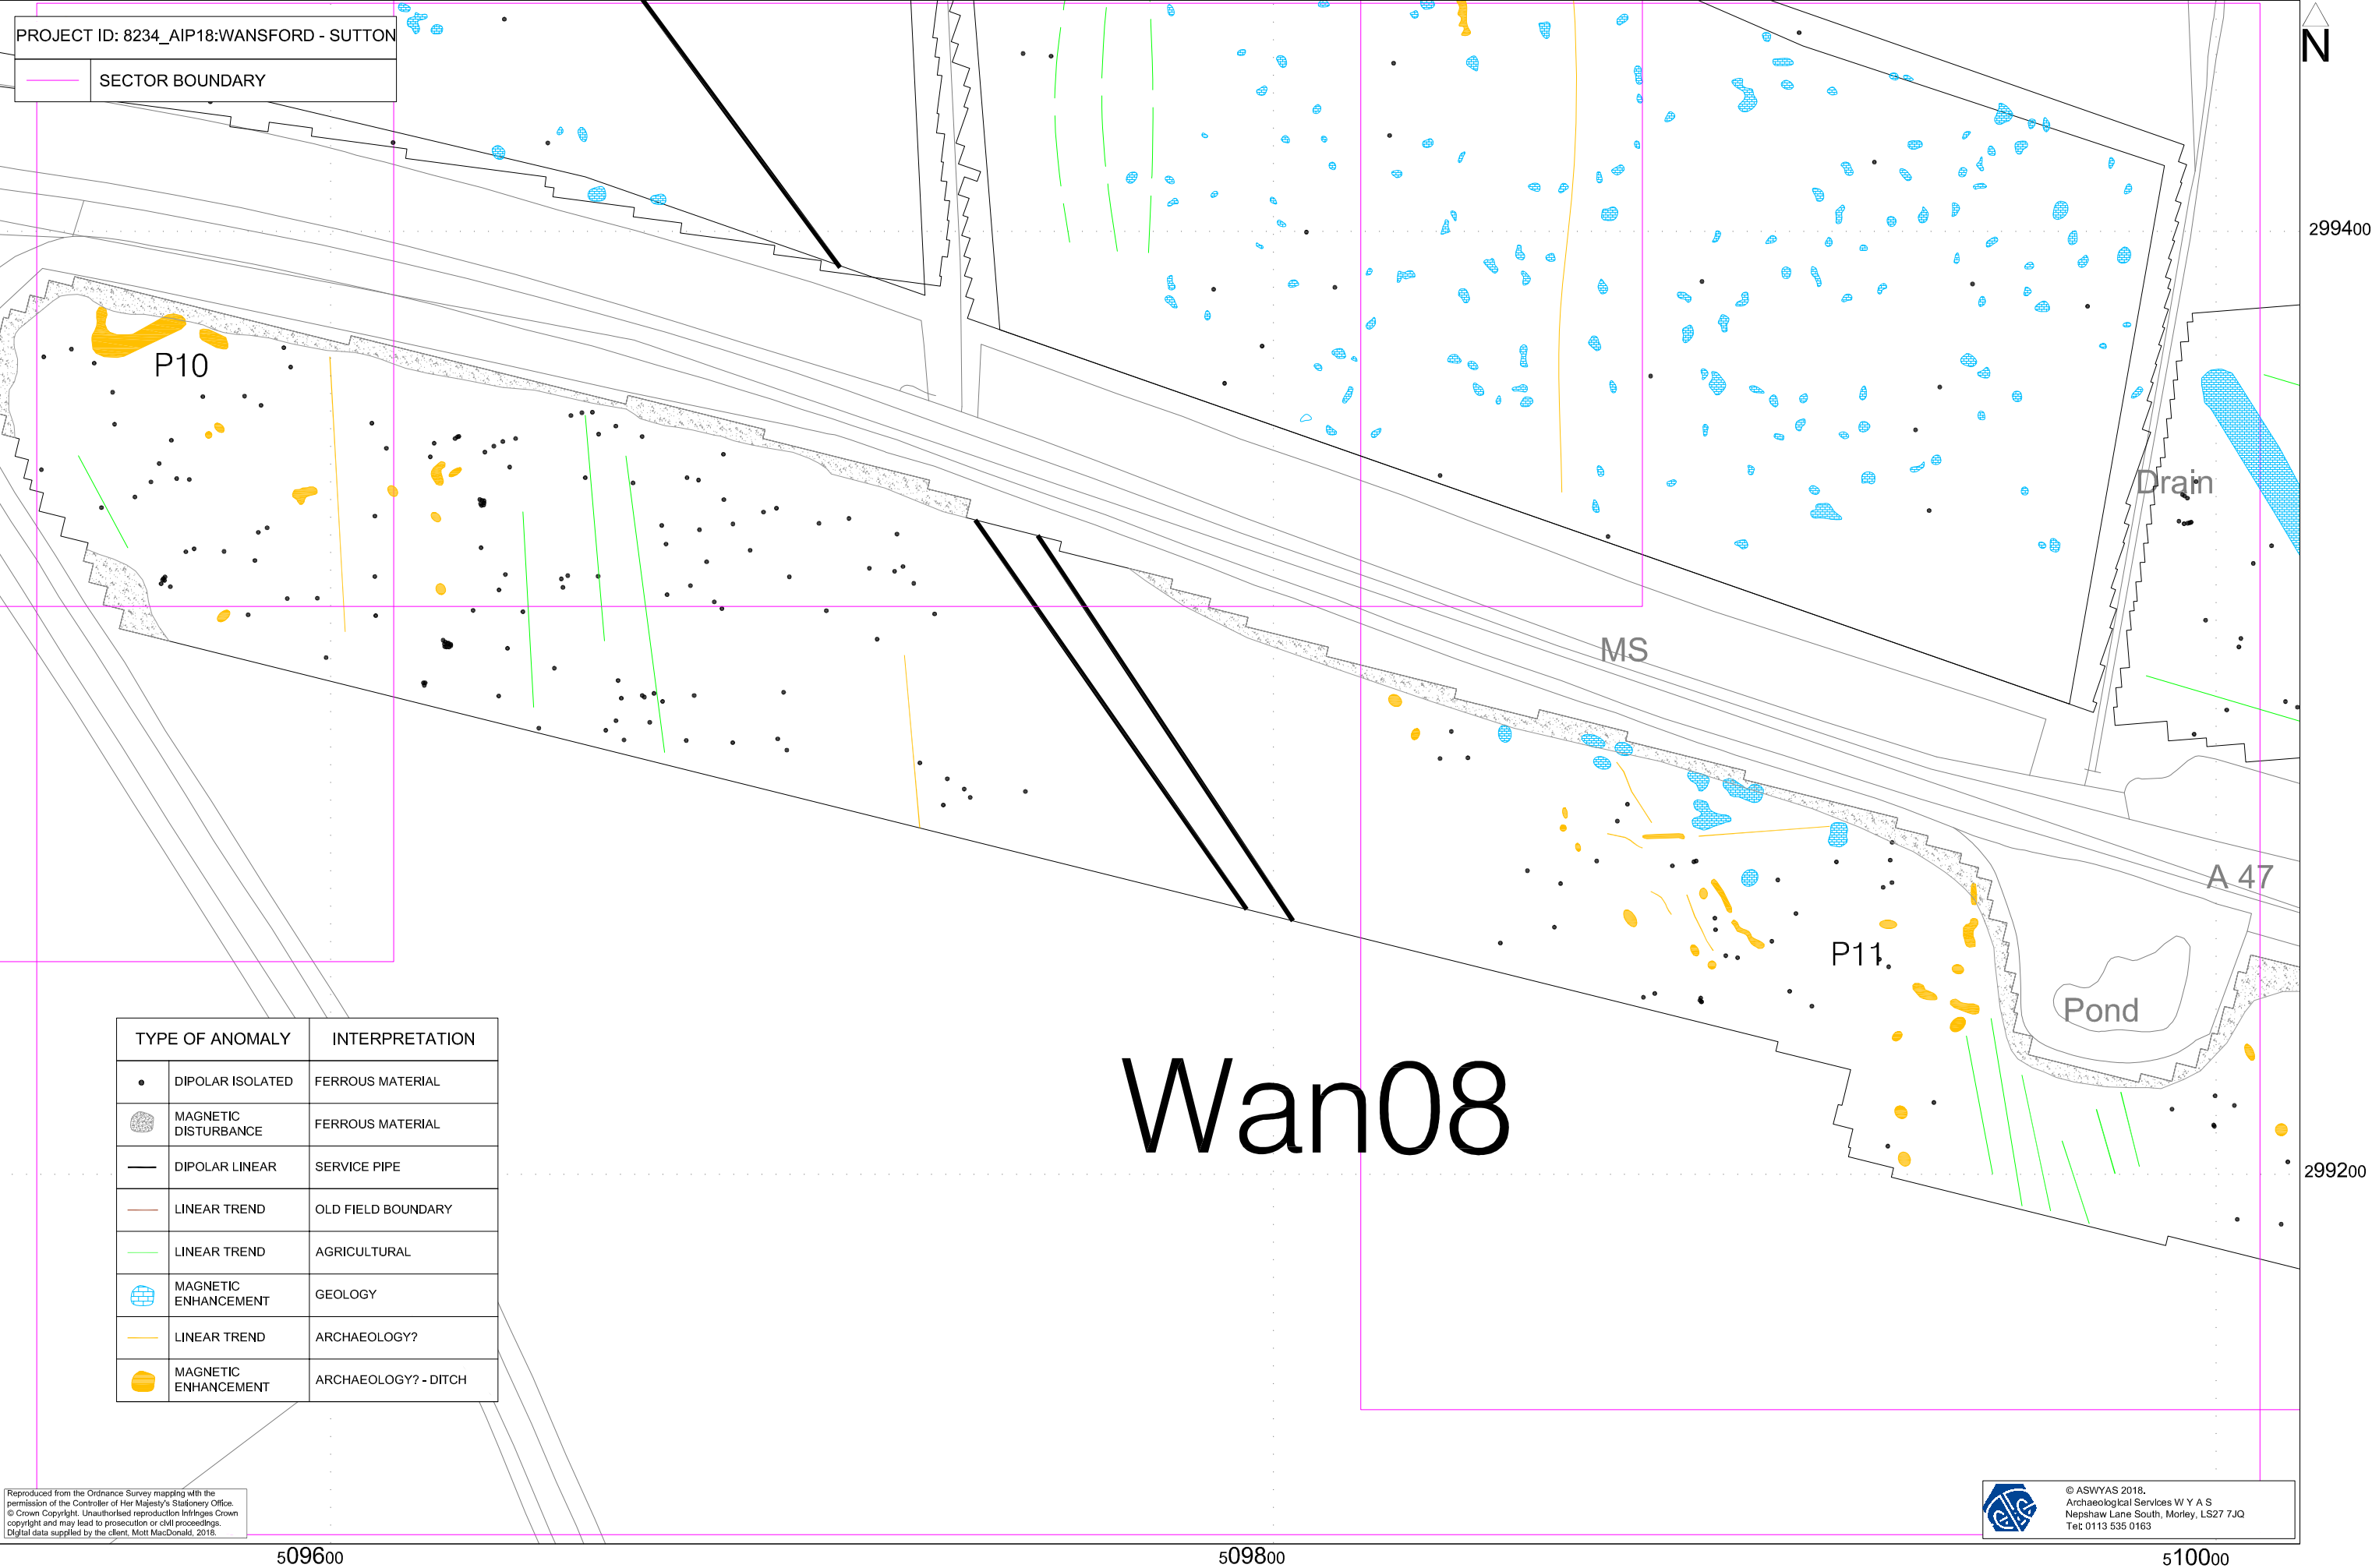 PROJECT ID: 8234_AIP18:WANSFORD - SUTTON
SECTOR BOUNDARY
N
299400
P10
Drain
MS
A 47
P11
Pond
Wan08
299200
TYPE OF ANOMALY INTERPRETATION
DIPOLAR ISOLATED FERROUS MATERIAL
MAGNETIC
DISTURBANCE FERROUS MATERIAL
DIPOLAR LINEAR SERVICE PIPE
LINEAR TREND OLD FIELD BOUNDARY
LINEAR TREND AGRICULTURAL
MAGNETIC
ENHANCEMENT GEOLOGY
LINEAR TREND ARCHAEOLOGY?
MAGNETIC
ENHANCEMENT ARCHAEOLOGY? - DITCH
Reproduced from the Ordnance Survey mapping with the
permission of the Controller of Her Majesty's Stationery Office.
© Crown Copyright. Unauthorised reproduction infringes Crown
copyright and may lead to prosecution or civil proceedings.
Digital data supplied by the client, Mott MacDonald, 2018.
© ASWYAS 2018.
Archaeological Services W Y A S
Nepshaw Lane South, Morley, LS27 7JQ
Tel: 0113 535 0163
509600
509800
510000